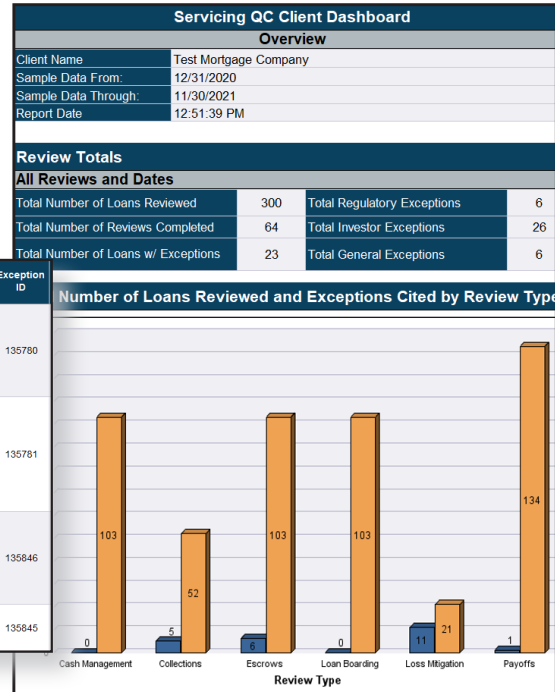 Servicing QC Client Dashboard
Overview
Client Name Test Mortgage Company
Sample Data From: 12/31/2020
Sample Data Through: 11/30/2021
Report Date 12:51:39 PM
Review Totals
All Reviews and Dates
Total Number of Loans Reviewed 300 Total Regulatory Exceptions 6
Total Number of Reviews Completed 64 Total Investor Exceptions 26
Total Number of Loans w/ Exceptions 23 Total General Exceptions 6
Exception
ID
135780
135781
135846
135845
Number of Loans Reviewed and Exceptions Cited by Review Type
0 103 5 52 6 103 0 103 11 21 1 134
Cash Management Collections Escrows Loan Boarding Loss Mitigation Payoffs
Review Type